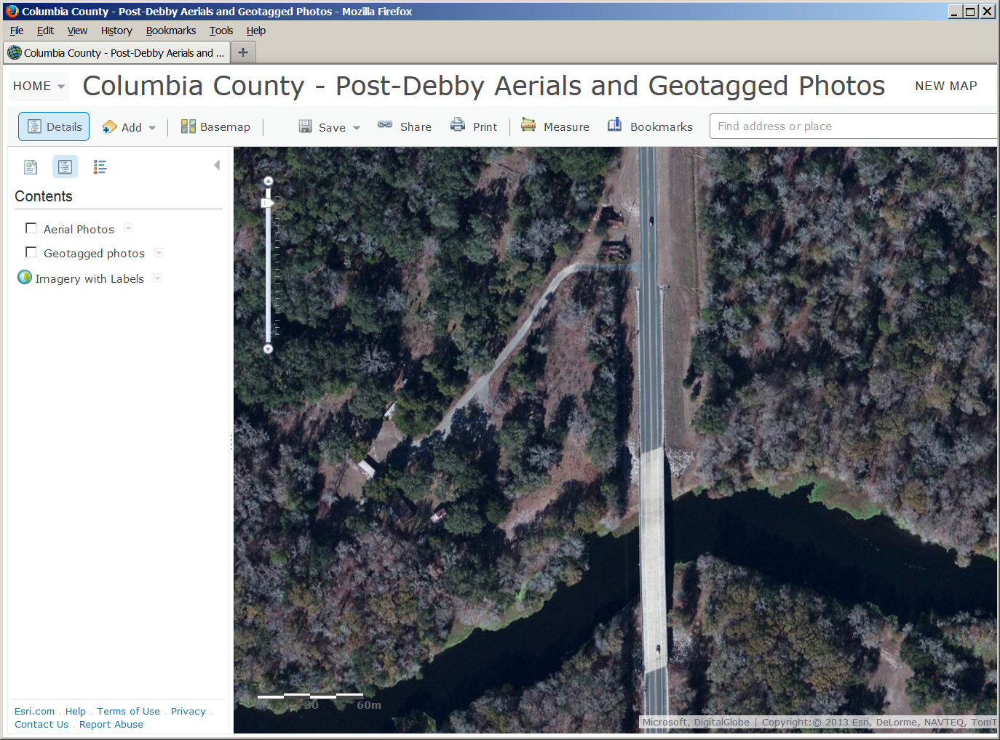 Columbia County - Post-Debby Aerials and Geotagged Photos - Mozilla Firefox
File Edit View History Bookmarks Tools Help
Columbia County - Post-Debby Aerials and ...
HOME Columbia County - Post-Debby Aerials and Geotagged Photos NEW MAP
Details Add Basemap Save Share Print Measure Bookmarks Find address or place
Contents
Aerial Photos
Geotagged photos
Imagery with Labels
30 60m
Esri.com . Help . Terms of Use . Privacy .
Contact Us . Report Abuse
Microsoft, DigitalGlobe | Copyright:© 2013 Esri, DeLorme, NAVTEQ, TomT